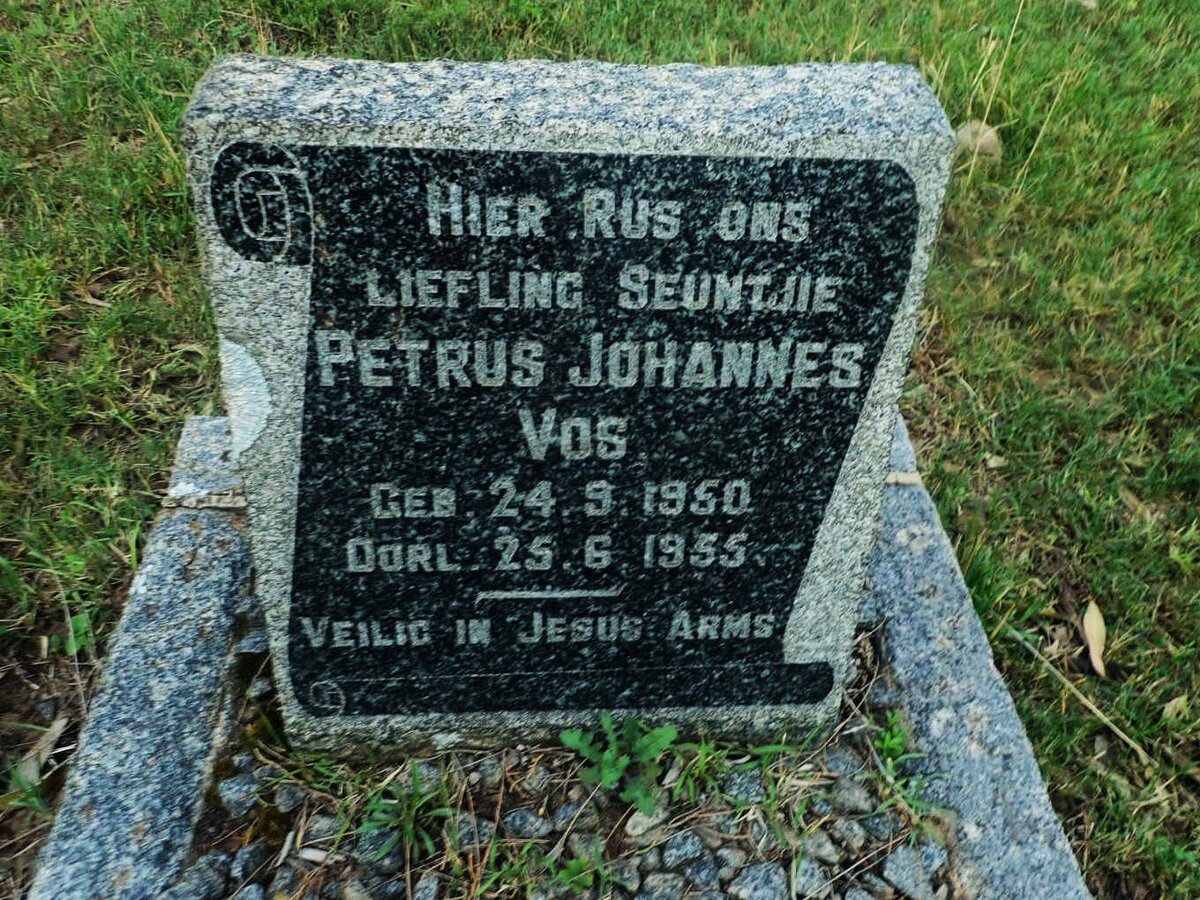 HIER RUS ONS
LIEFLING SEUNTJIE
PETRUS JOHANNES
VOS
GEB. 24.9.1950
OORL. 25.6.1955
VEILIG IN JESUS ARMS